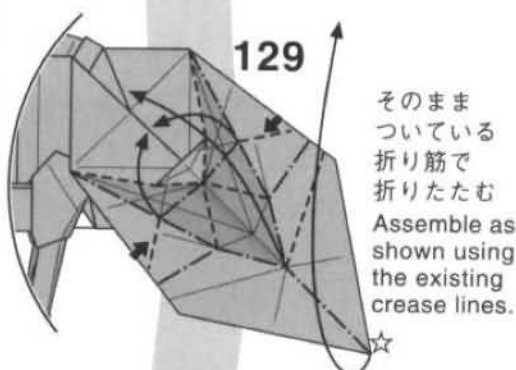 129
そのまま
ついている
折り筋で
折りたたむ
Assemble as
shown using
the existing
crease lines.